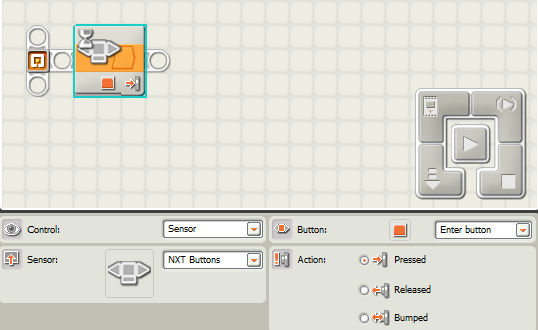 Control: Sensor Button: Enter button
Sensor: NXT Buttons Action: Pressed
Released
Bumped